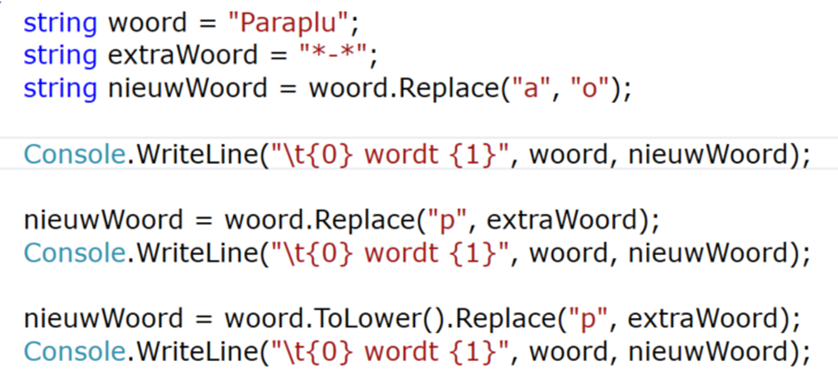 string woord = "Paraplu";
string extraWoord = "*-*";
string nieuwWoord = woord.Replace("a", "o");
Console.WriteLine("\t{0} wordt {1}", woord, nieuwWoord);
nieuwWoord = woord.Replace("p", extraWoord);
Console.WriteLine("\t{0} wordt {1}", woord, nieuwWoord);
nieuwWoord = woord.ToLower().Replace("p", extraWoord);
Console.WriteLine("\t{0} wordt {1}", woord, nieuwWoord);